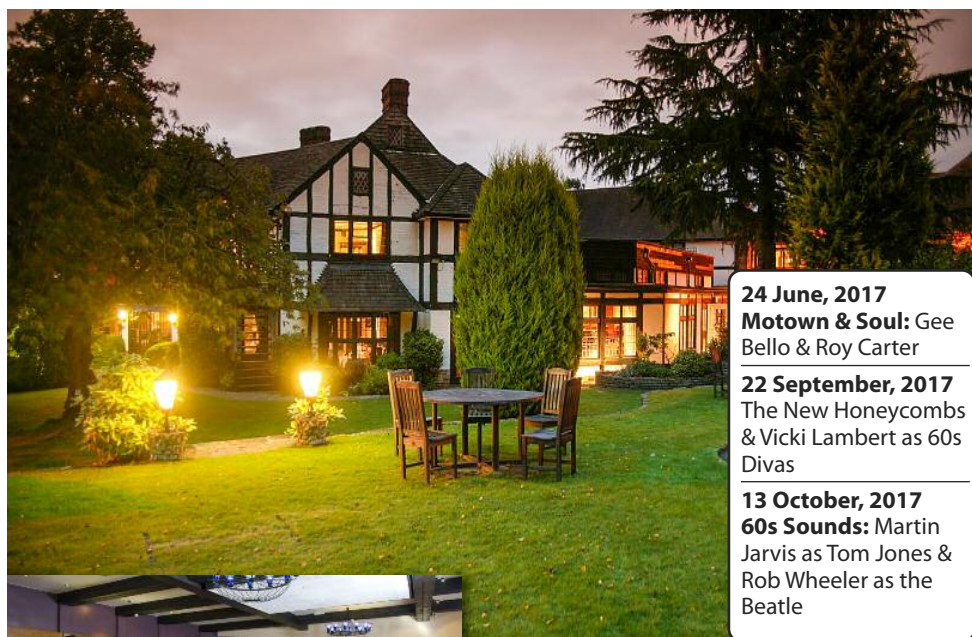 24 June, 2017
Motown & Soul: Gee
Bello & Roy Carter
22 September, 2017
The New Honeycombs
& Vicki Lambert as 60s
Divas
13 October, 2017
60s Sounds: Martin
Jarvis as Tom Jones &
Rob Wheeler as the
Beatle